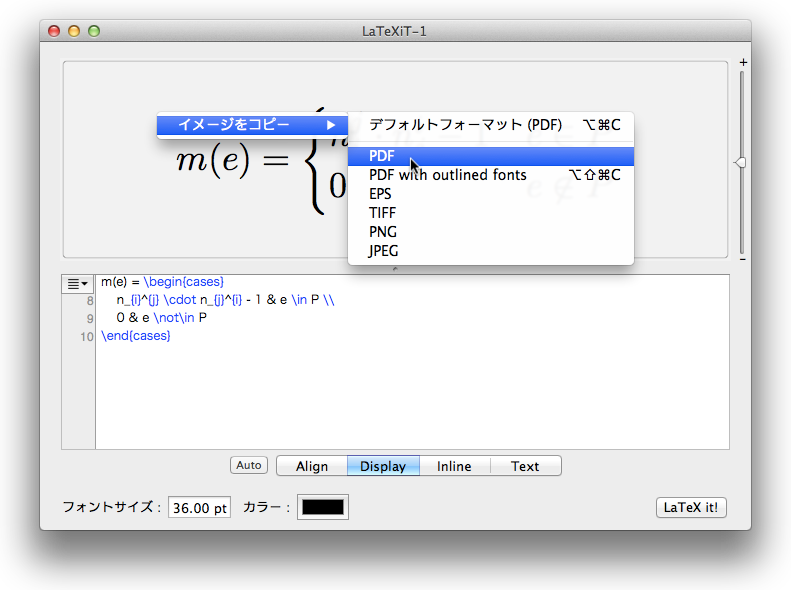 LaTeXiT-1
+
イメージをコピー ▶
デフォルトフォーマット (PDF) ⌥⌘C
PDF
PDF with outlined fonts ⌥⇧⌘C
EPS
TIFF
PNG
JPEG
m(e) = {
0
e ∉ P
−
m(e) = \begin{cases}
8 n_{i}^{j} \cdot n_{j}^{i} - 1 & e \in P \\
9 0 & e \not\in P
10 \end{cases}
Auto Align Display Inline Text
フォントサイズ : 36.00 pt カラー : LaTeX it!